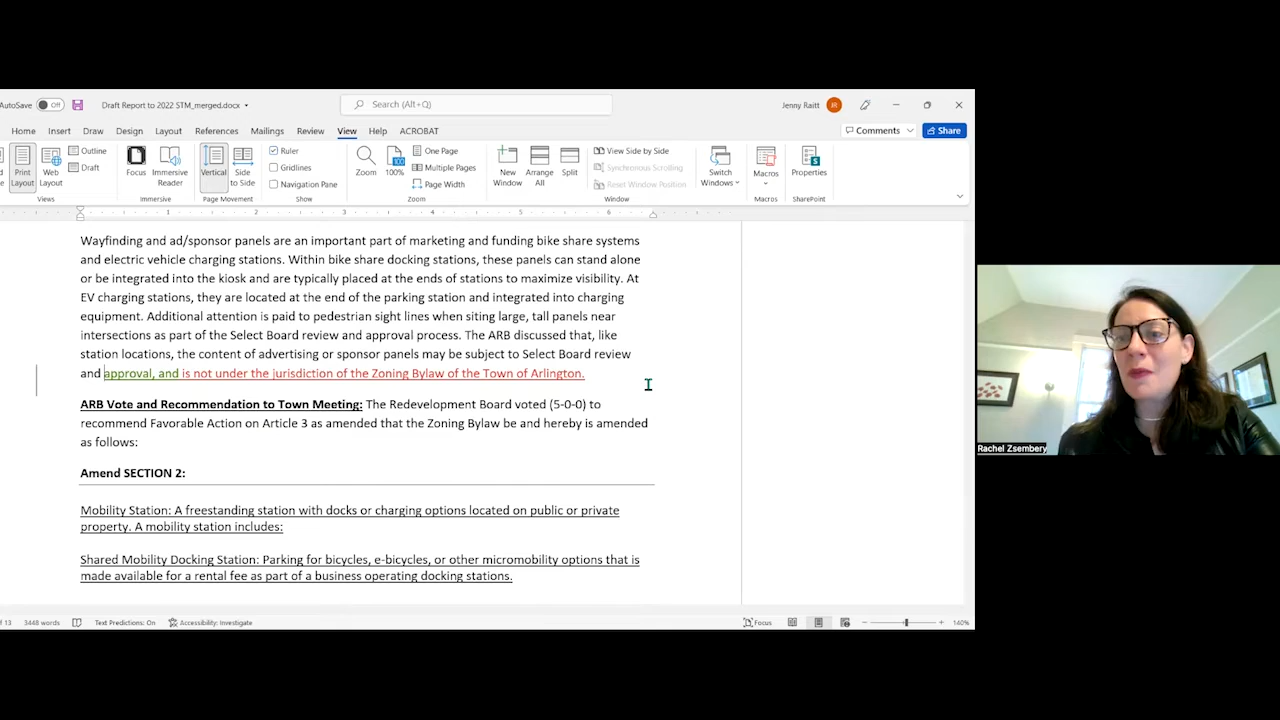 AutoSave Off Draft Report to 2022 STM_merged.docx Search (Alt+Q) Jenny Raitt JR
Home Insert Draw Design Layout References Mailings Review View Help ACROBAT Comments Share
Print Layout
Web Layout
Outline
Draft
Views
Focus
Immersive Reader
Immersive
Vertical
Side to Side
Page Movement
Ruler
Gridlines
Navigation Pane
Show
Zoom
100
100%
One Page
Multiple Pages
Page Width
Zoom
New Window
Arrange All
Split
View Side by Side
Synchronous Scrolling
Reset Window Position
Window
Switch Windows
Macros
Macros
Properties
SharePoint
1 2 3 4 5 6
Wayfinding and ad/sponsor panels are an important part of marketing and funding bike share systems
and electric vehicle charging stations. Within bike share docking stations, these panels can stand alone
or be integrated into the kiosk and are typically placed at the ends of stations to maximize visibility. At
EV charging stations, they are located at the end of the parking station and integrated into charging
equipment. Additional attention is paid to pedestrian sight lines when siting large, tall panels near
intersections as part of the Select Board review and approval process. The ARB discussed that, like
station locations, the content of advertising or sponsor panels may be subject to Select Board review
and approval, and is not under the jurisdiction of the Zoning Bylaw of the Town of Arlington.
ARB Vote and Recommendation to Town Meeting: The Redevelopment Board voted (5-0-0) to
recommend Favorable Action on Article 3 as amended that the Zoning Bylaw be and hereby is amended
as follows:
Amend SECTION 2:
Mobility Station: A freestanding station with docks or charging options located on public or private
property. A mobility station includes:
Shared Mobility Docking Station: Parking for bicycles, e-bicycles, or other micromobility options that is
made available for a rental fee as part of a business operating docking stations.
of 13 3448 words Text Predictions: On Accessibility: Investigate Focus 140%
Rachel Zsembery